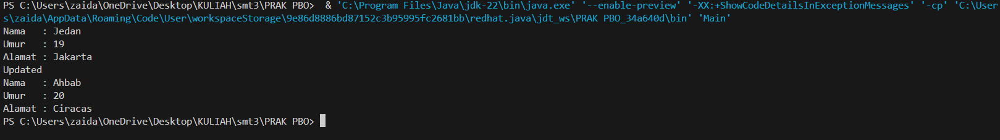 PS C:\Users\zaida\OneDrive\Desktop\KULIAH\smt3\PRAK PBO>  & 'C:\Program Files\Java\jdk-22\bin\java.exe' '--enable-preview' '-XX:+ShowCodeDetailsInExceptionMessages' '-cp' 'C:\User
s\zaida\AppData\Roaming\Code\User\workspaceStorage\9e86d8886bd87152c3b95995fc2681bb\redhat.java\jdt_ws\PRAK PBO_34a640d\bin' 'Main'
Nama   : Jedan
Umur   : 19
Alamat : Jakarta
Updated
Nama   : Ahbab
Umur   : 20
Alamat : Ciracas
PS C:\Users\zaida\OneDrive\Desktop\KULIAH\smt3\PRAK PBO>